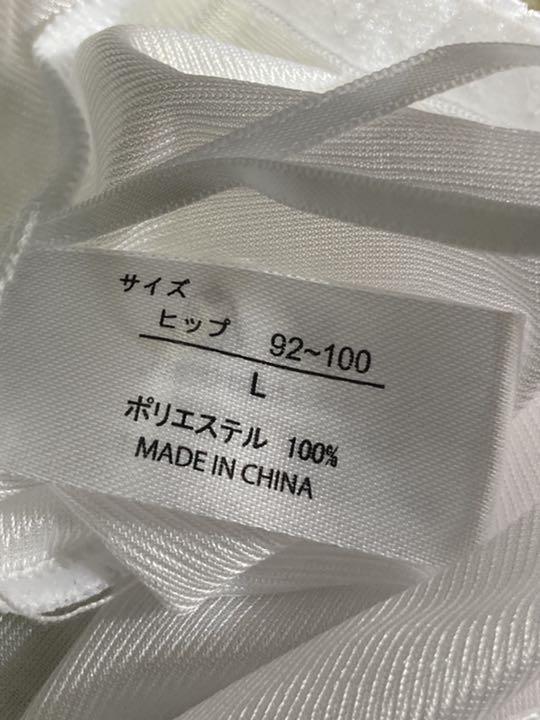 サイズ
ヒップ 92~100
L
ポリエステル 100%
MADE IN CHINA